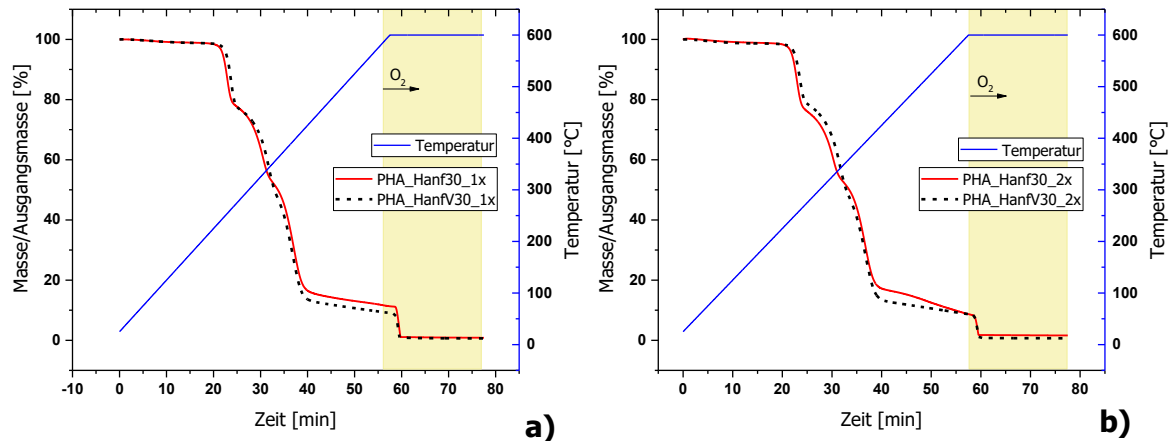 Masse/Ausgangsmasse [%]
100
80
60
40
20
0
-10 0 10 20 30 40 50 60 70 80
Zeit [min]
O2
Temperatur
PHA_Hanf30_1x
PHA_HanfV30_1x
600
500
400
300
200
100
0
Temperatur [°C]
a)
Masse/Ausgangsmasse [%]
100
80
60
40
20
0
0 10 20 30 40 50 60 70 80
Zeit [min]
O2
Temperatur
PHA_Hanf30_2x
PHA_HanfV30_2x
600
500
400
300
200
100
0
Temperatur [°C]
b)